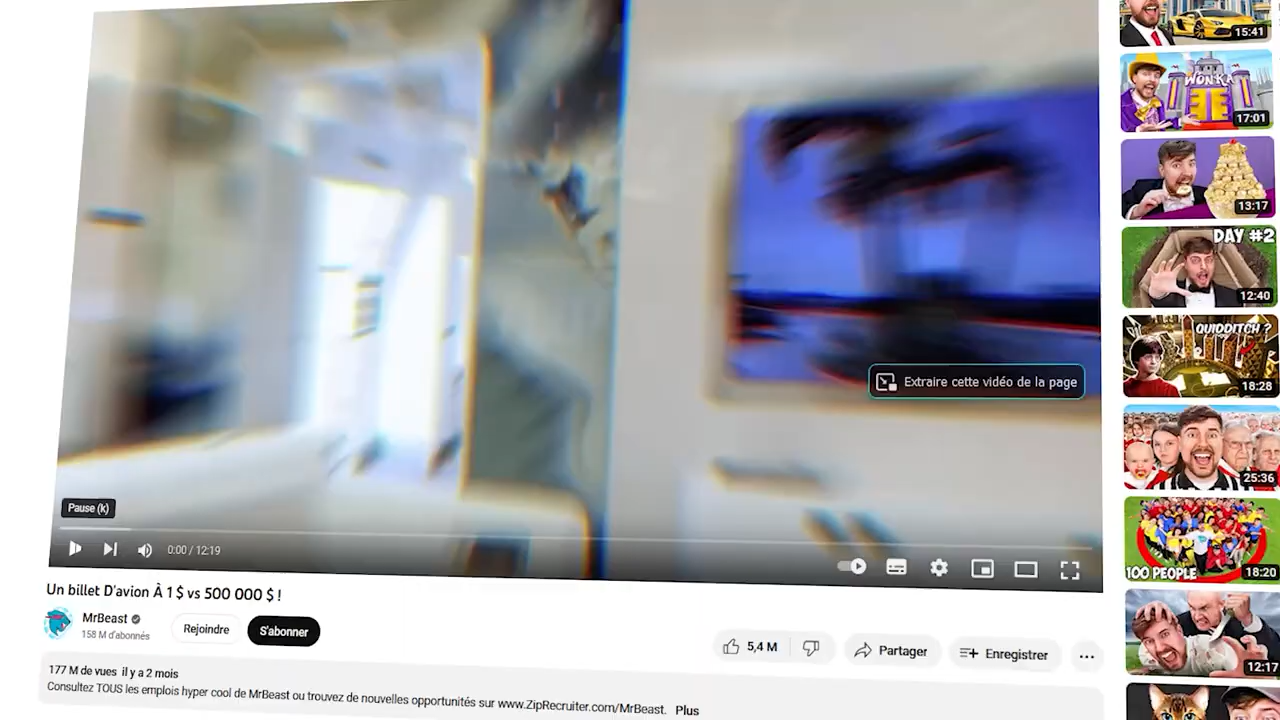 15:41
WONKA
17:01
13:17
DAY #2
12:40
QUIDDITCH ?
18:28
Extraire cette vidéo de la page
25:36
Pause (k)
0:00 / 12:19
100 PEOPLE
18:20
Un billet D'avion À 1 $ vs 500 000 $ !
MrBeast
158 M d'abonnés
Rejoindre
S'abonner
5,4 M
Partager
Enregistrer
12:17
177 M de vues il y a 2 mois
Consultez TOUS les emplois hyper cool de MrBeast ou trouvez de nouvelles opportunités sur www.ZipRecruiter.com/MrBeast. Plus